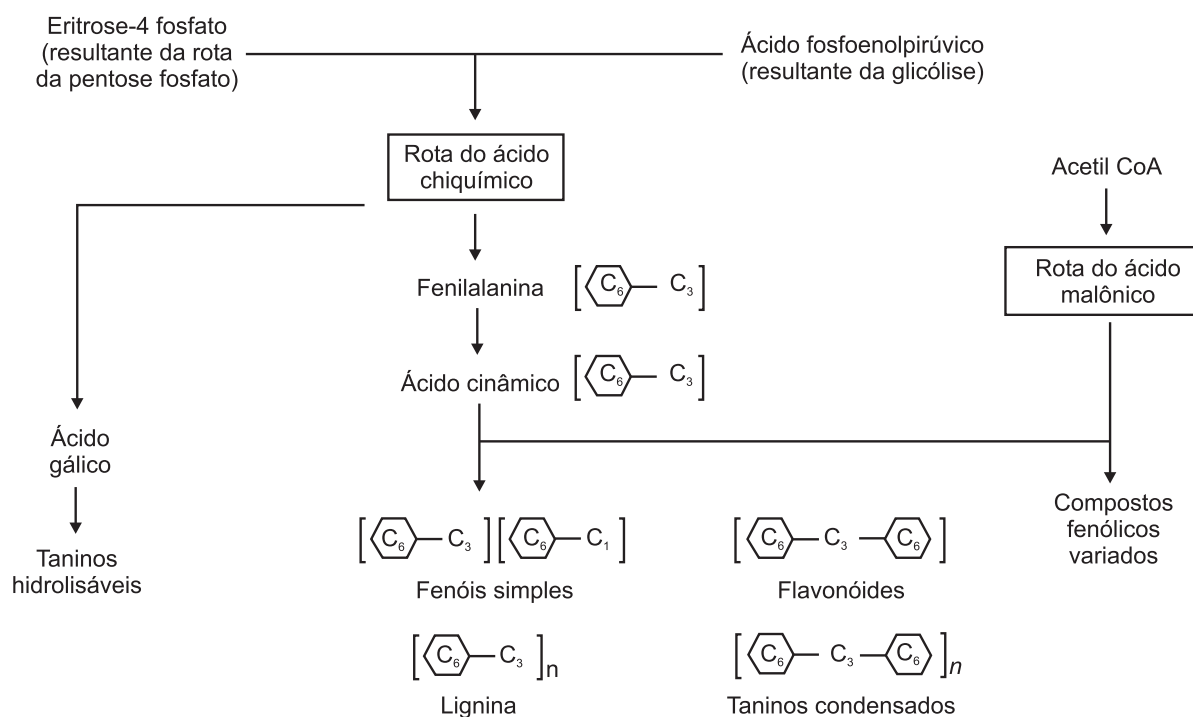 Eritrose-4 fosfato
(resultante da rota
da pentose fosfato)
Ácido fosfoenolpirúvico
(resultante da glicólise)
Rota do ácido
chiquímico
Acetil CoA
Rota do ácido
malônico
Fenilalanina
C6 C3
Ácido cinâmico
C6 C3
Ácido
gálico
Taninos
hidrolisáveis
C6 C3 C6 C1
Fenóis simples
C6 C3 C6
Flavonóides
Compostos
fenólicos
variados
C6 C3 n
Lignina
C6 C3 C6 n
Taninos condensados